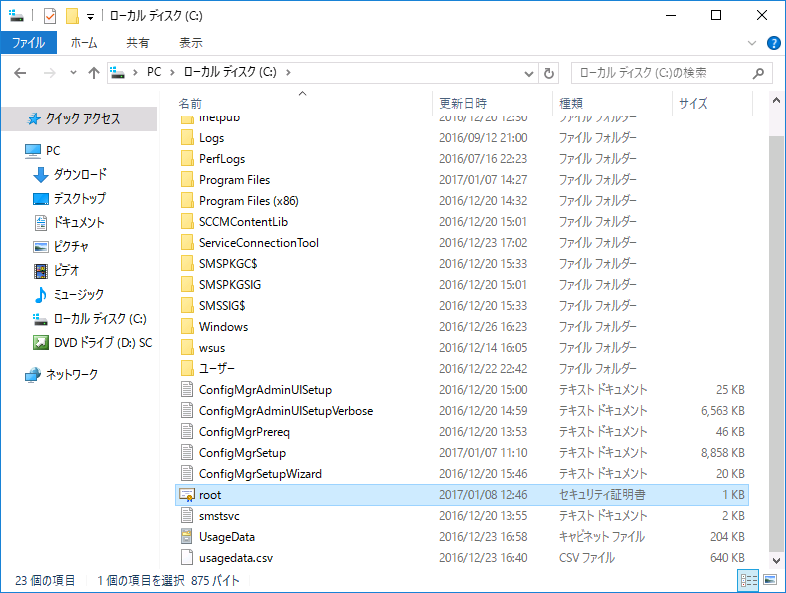 ローカル ディスク (C:)
ファイル ホーム 共有 表示
PC ローカル ディスク (C:) ローカル ディスク (C:)の検索
名前 更新日時 種類 サイズ
クイック アクセス
PC
ダウンロード
デスクトップ
ドキュメント
ピクチャ
ビデオ
ミュージック
ローカル ディスク (C:)
DVD ドライブ (D:) SC
ネットワーク
inetpub 2016/12/20 12:50 ファイル フォルダー
Logs 2016/09/12 21:00 ファイル フォルダー
PerfLogs 2016/07/16 22:23 ファイル フォルダー
Program Files 2017/01/07 14:27 ファイル フォルダー
Program Files (x86) 2016/12/20 14:32 ファイル フォルダー
SCCMContentLib 2016/12/20 15:01 ファイル フォルダー
ServiceConnectionTool 2016/12/23 17:02 ファイル フォルダー
SMSPKGC$ 2016/12/20 15:33 ファイル フォルダー
SMSPKGSIG 2016/12/20 15:01 ファイル フォルダー
SMSSIG$ 2016/12/20 15:33 ファイル フォルダー
Windows 2016/12/26 16:23 ファイル フォルダー
wsus 2016/12/14 16:05 ファイル フォルダー
ユーザー 2016/12/22 22:42 ファイル フォルダー
ConfigMgrAdminUISetup 2016/12/20 15:00 テキスト ドキュメント 25 KB
ConfigMgrAdminUISetupVerbose 2016/12/20 14:59 テキスト ドキュメント 6,563 KB
ConfigMgrPrereq 2016/12/20 13:53 テキスト ドキュメント 46 KB
ConfigMgrSetup 2017/01/07 11:10 テキスト ドキュメント 8,858 KB
ConfigMgrSetupWizard 2016/12/20 15:46 テキスト ドキュメント 20 KB
root 2017/01/08 12:46 セキュリティ証明書 1 KB
smstsvc 2016/12/20 13:55 テキスト ドキュメント 2 KB
UsageData 2016/12/23 16:58 キャビネット ファイル 204 KB
usagedata.csv 2016/12/23 16:40 CSV ファイル 640 KB
23 個の項目 1 個の項目を選択 875 バイト